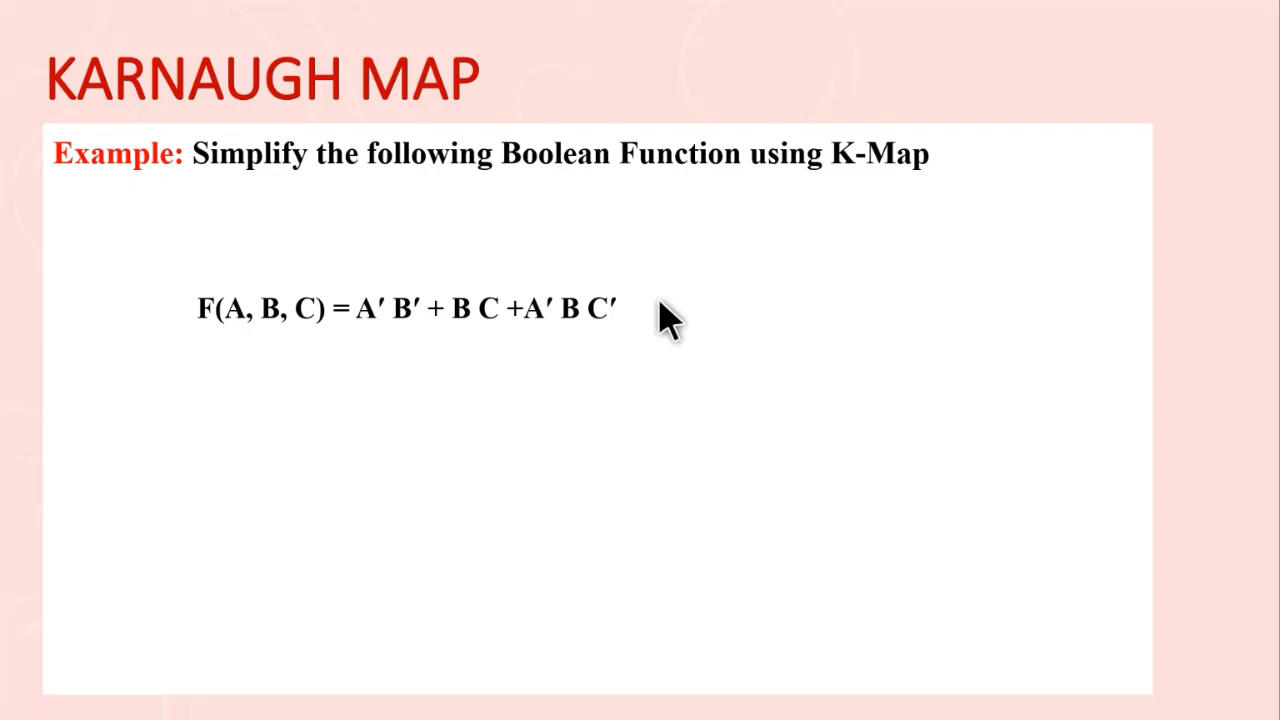 KARNAUGH MAP
Example: Simplify the following Boolean Function using K-Map
F(A, B, C) = A′ B′ + B C +A′ B C′